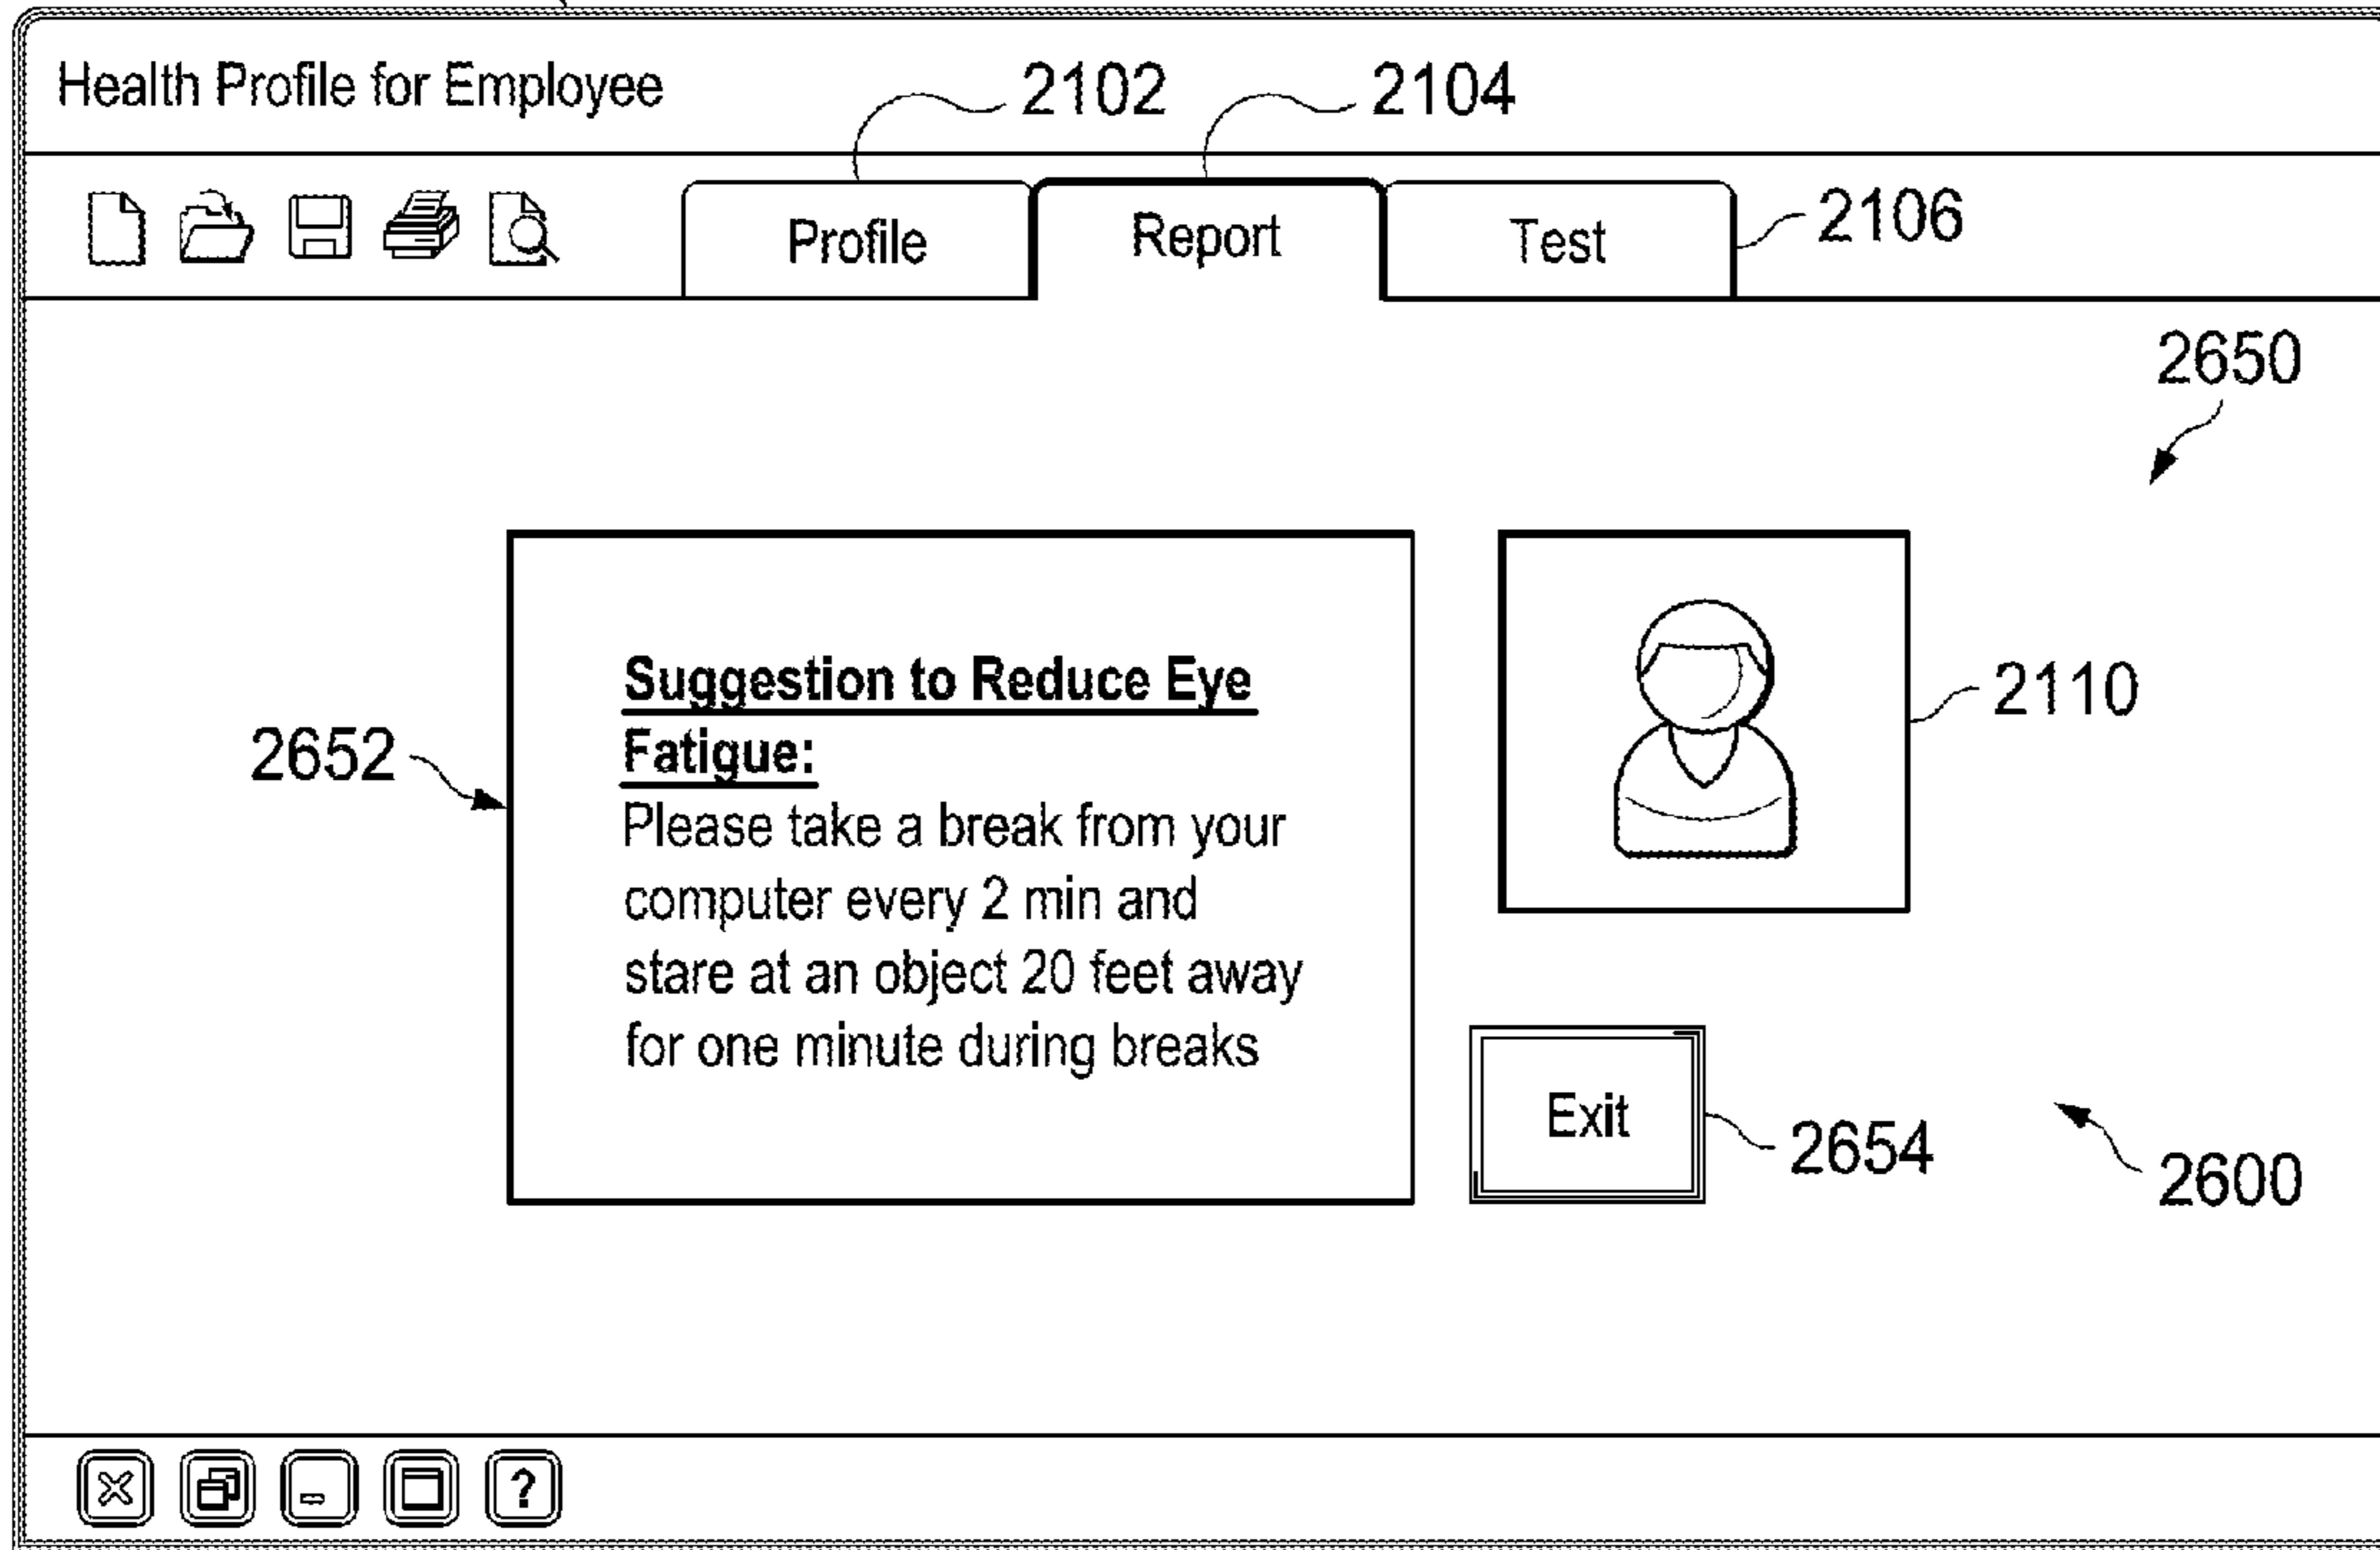 Health Profile for Employee
2102
2104
Profile
Report
Test
2106
2650
Suggestion to Reduce Eye
Fatigue:
Please take a break from your
computer every 2 min and
stare at an object 20 feet away
for one minute during breaks
2652
2110
Exit
2654
2600
?